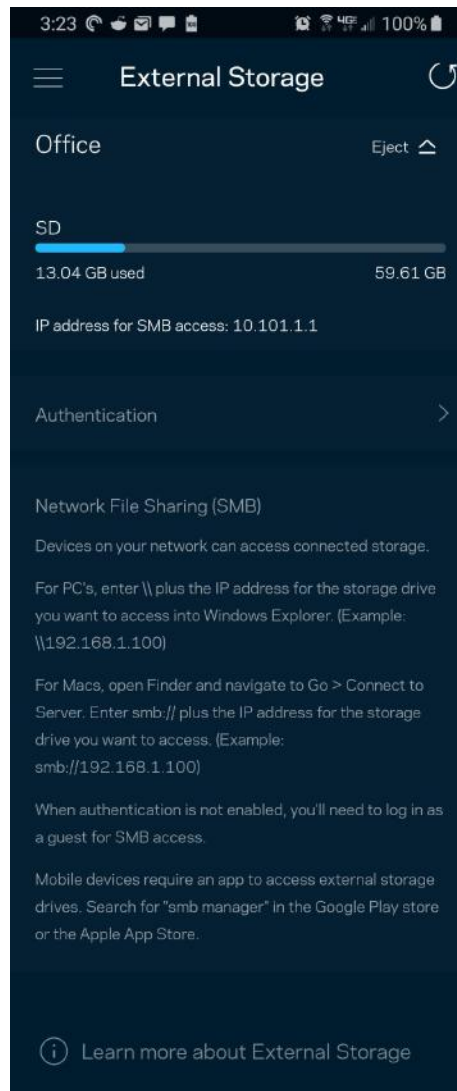 3:23 4GE 100%
External Storage
Office Eject
SD
13.04 GB used 59.61 GB
IP address for SMB access: 10.101.1.1
Authentication
Network File Sharing (SMB)
Devices on your network can access connected storage.
For PC's, enter \\ plus the IP address for the storage drive
you want to access into Windows Explorer. (Example:
\\192.168.1.100)
For Macs, open Finder and navigate to Go > Connect to
Server. Enter smb:// plus the IP address for the storage
drive you want to access. (Example:
smb://192.168.1.100)
When authentication is not enabled, you'll need to log in as
a guest for SMB access.
Mobile devices require an app to access external storage
drives. Search for "smb manager" in the Google Play store
or the Apple App Store.
Learn more about External Storage